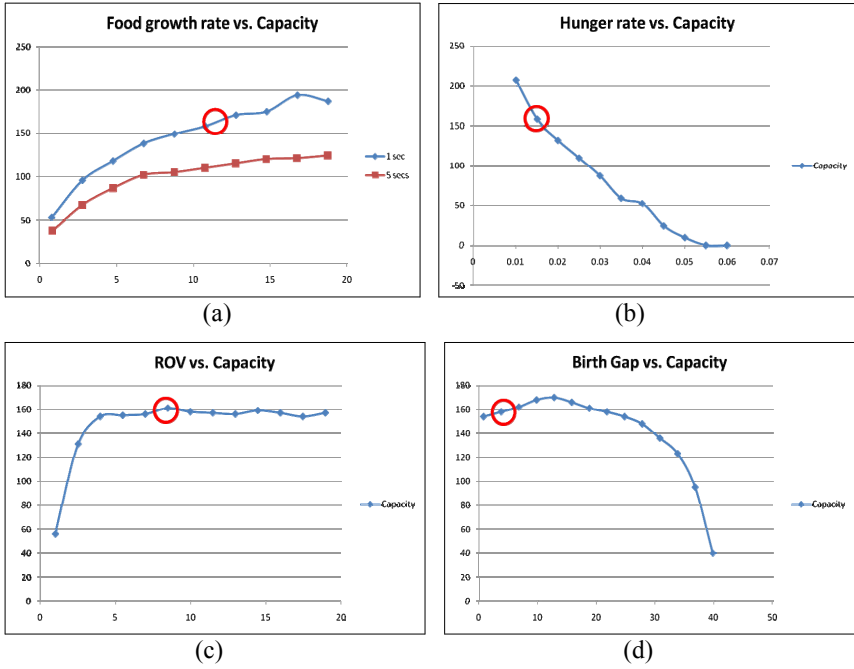 Food growth rate vs. Capacity
250
200
150
100
50
0
0 5 10 15 20
1 sec
5 secs
(a)
Hunger rate vs. Capacity
250
200
150
100
50
0
-50
0 0.01 0.02 0.03 0.04 0.05 0.06 0.07
Capacity
(b)
ROV vs. Capacity
180
160
140
120
100
80
60
40
20
0
0 5 10 15 20
Capacity
(c)
Birth Gap vs. Capacity
180
160
140
120
100
80
60
40
20
0
0 10 20 30 40 50
Capacity
(d)